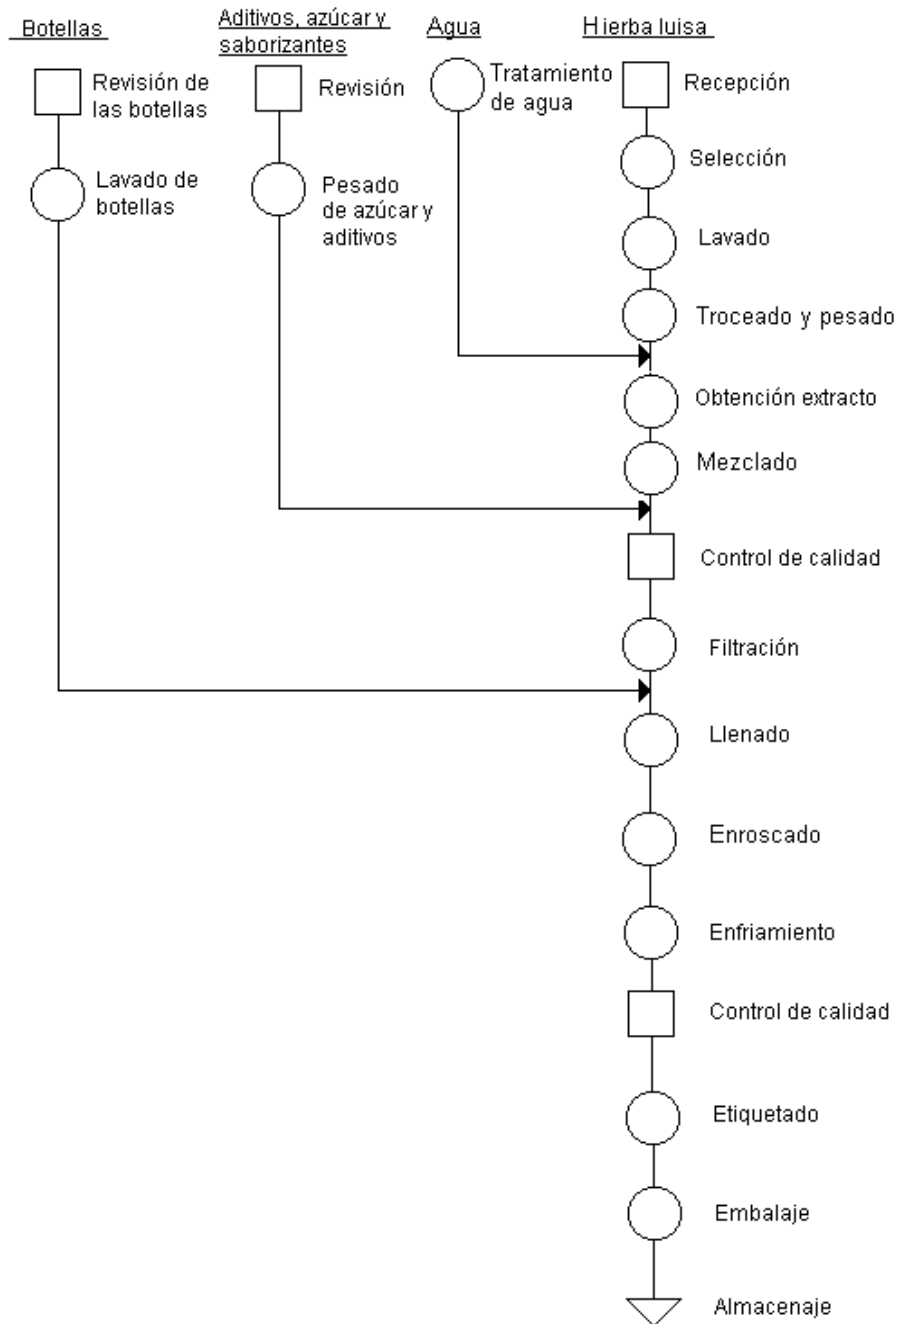 Botellas
Aditivos, azúcar y
saborizantes
Agua
Hierba luisa
Revisión de
las botellas
Revisión
Tratamiento
de agua
Recepción
Selección
Lavado de
botellas
Pesado
de azúcar y
aditivos
Lavado
Troceado y pesado
Obtención extracto
Mezclado
Control de calidad
Filtración
Llenado
Enroscado
Enfriamiento
Control de calidad
Etiquetado
Embalaje
Almacenaje